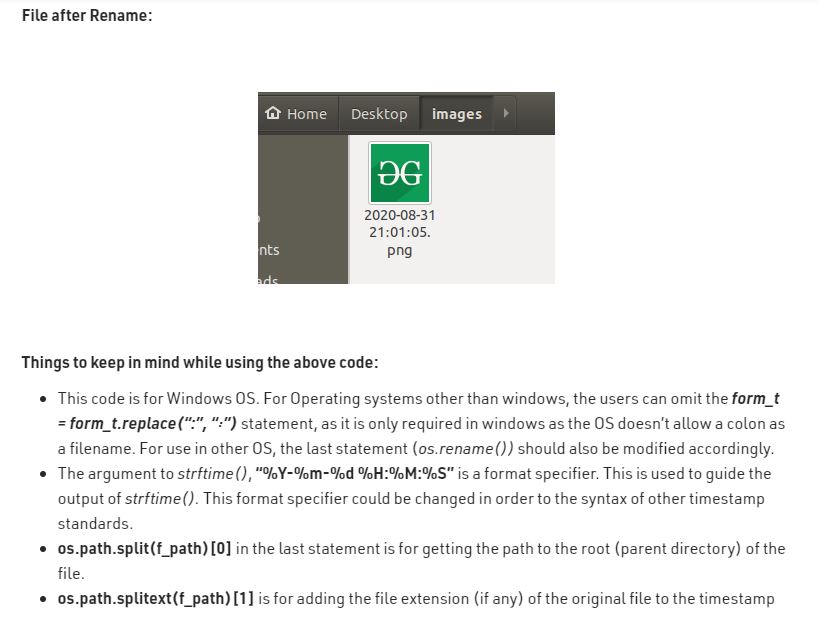 File after Rename:
Home Desktop images
2020-08-31
21:01:05.
png
nts
ads
Things to keep in mind while using the above code:
• This code is for Windows OS. For Operating systems other than windows, the users can omit the form_t
= form_t.replace(“:”, “꞉”) statement, as it is only required in windows as the OS doesn’t allow a colon as
a filename. For use in other OS, the last statement (os.rename()) should also be modified accordingly.
• The argument to strftime(), “%Y-%m-%d %H:%M:%S” is a format specifier. This is used to guide the
output of strftime(). This format specifier could be changed in order to the syntax of other timestamp
standards.
• os.path.split(f_path)[0] in the last statement is for getting the path to the root (parent directory) of the
file.
• os.path.splitext(f_path)[1] is for adding the file extension (if any) of the original file to the timestamp